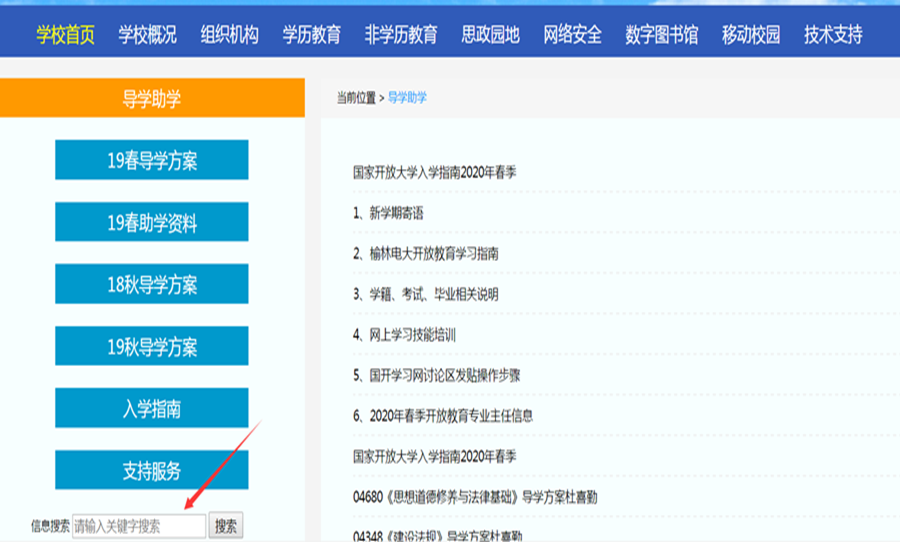 学校首页 学校概况 组织机构 学历教育 非学历教育 思政园地 网络安全 数字图书馆 移动校园 技术支持
导学助学
19春导学方案
19春助学资料
18秋导学方案
19秋导学方案
入学指南
支持服务
信息搜索 请输入关键字搜索 搜索
当前位置 > 导学助学
国家开放大学入学指南2020年春季
1、新学期寄语
2、榆林电大开放教育学习指南
3、学籍、考试、毕业相关说明
4、网上学习技能培训
5、国开学习网讨论区发贴操作步骤
6、2020年春季开放教育专业主任信息
国家开放大学入学指南2020年春季
04680《思想道德修养与法律基础》导学方案杜喜勤
04348《建设法规》导学方案杜喜勤